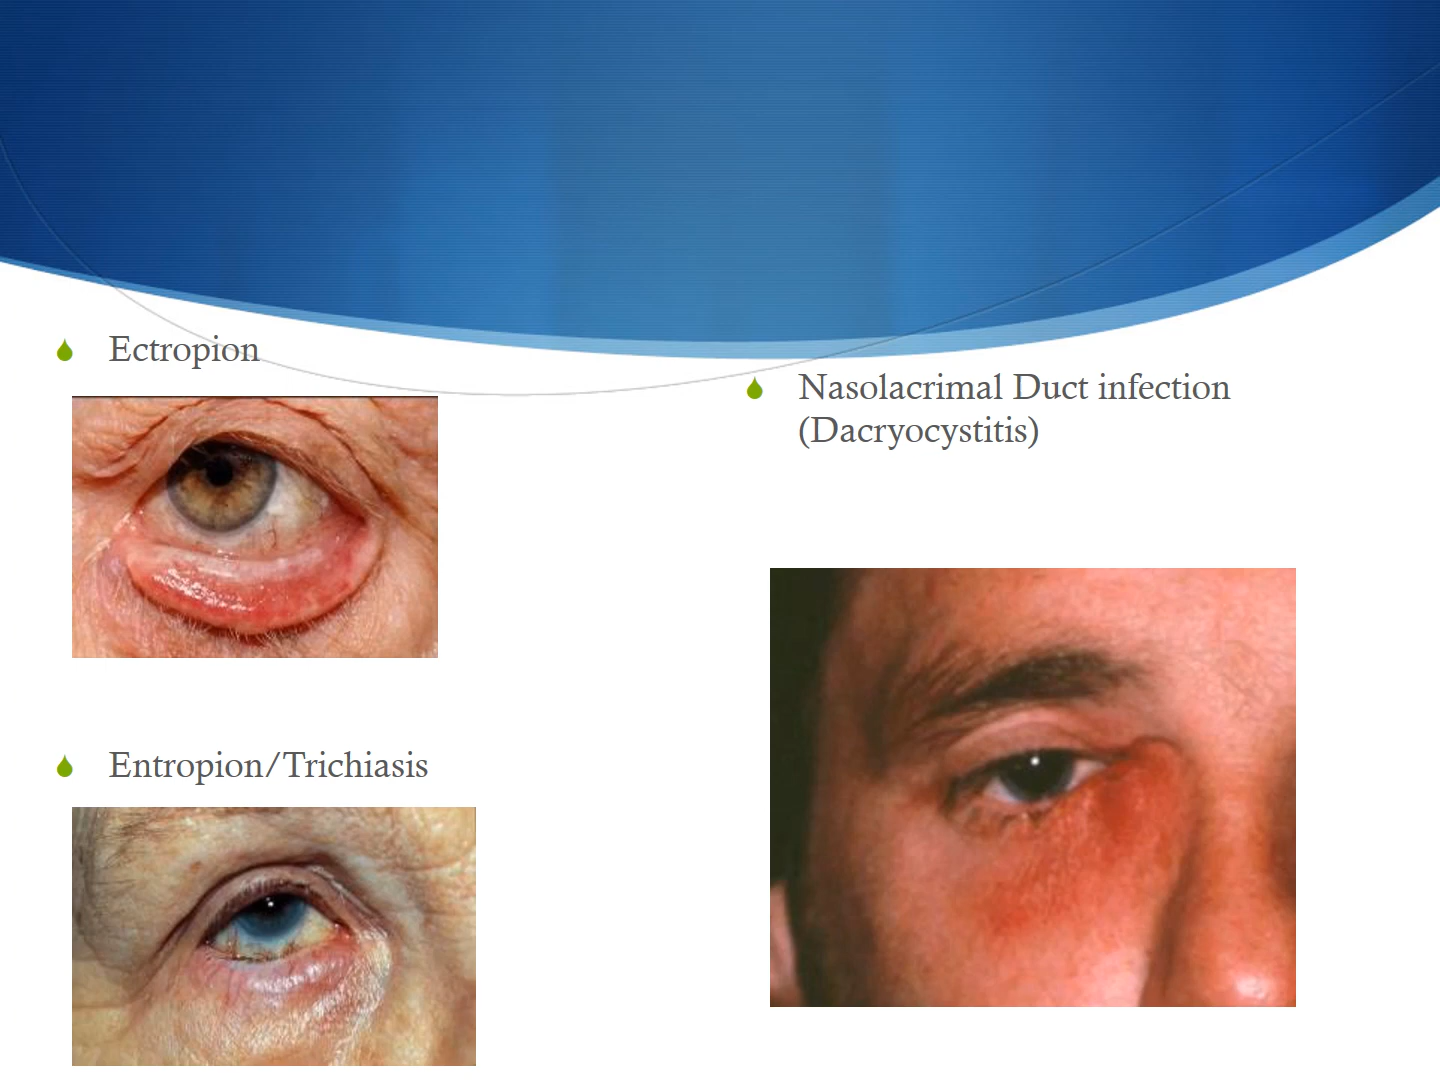 Ectropion
Entropion/Trichiasis
Nasolacrimal Duct infection
(Dacryocystitis)